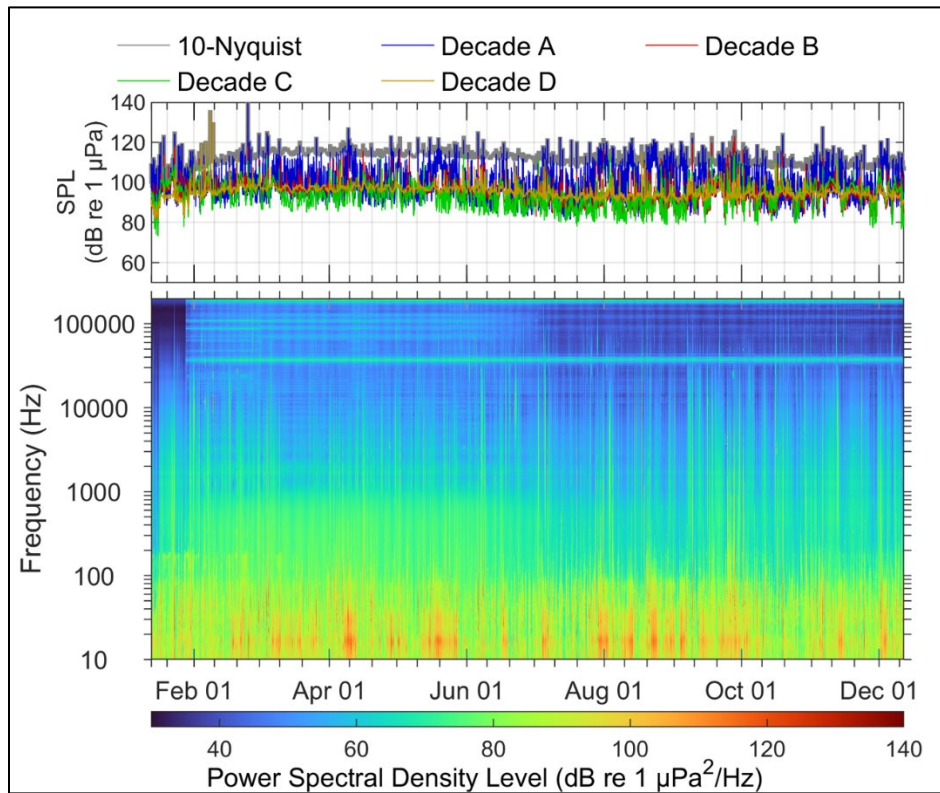 10-Nyquist Decade A Decade B
Decade C Decade D
140
120
100
80
60
SPL
(dB re 1 µPa)
100000
10000
1000
100
10
Frequency (Hz)
Feb 01 Apr 01 Jun 01 Aug 01 Oct 01 Dec 01
40 60 80 100 120 140
Power Spectral Density Level (dB re 1 µPa²/Hz)